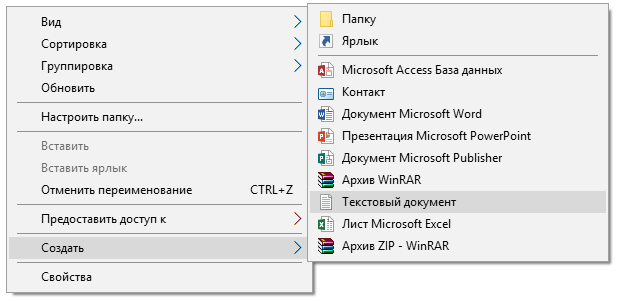 Вид
Сортировка
Группировка
Обновить
Настроить папку...
Вставить
Вставить ярлык
Отменить переименование CTRL+Z
Предоставить доступ к
Создать
Свойства
Папку
Ярлык
Microsoft Access База данных
Контакт
Документ Microsoft Word
Презентация Microsoft PowerPoint
Документ Microsoft Publisher
Архив WinRAR
Текстовый документ
Лист Microsoft Excel
Архив ZIP - WinRAR